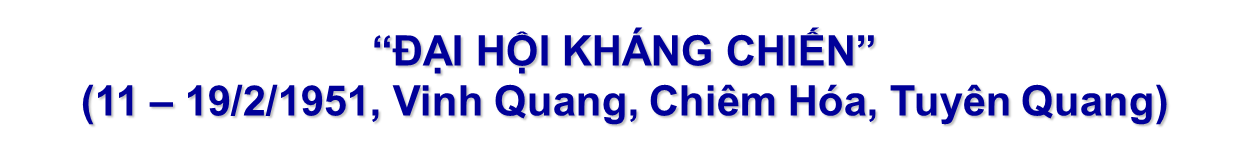 “ĐẠI HỘI KHÁNG CHIẾN”
(11 – 19/2/1951, Vinh Quang, Chiêm Hóa, Tuyên Quang)